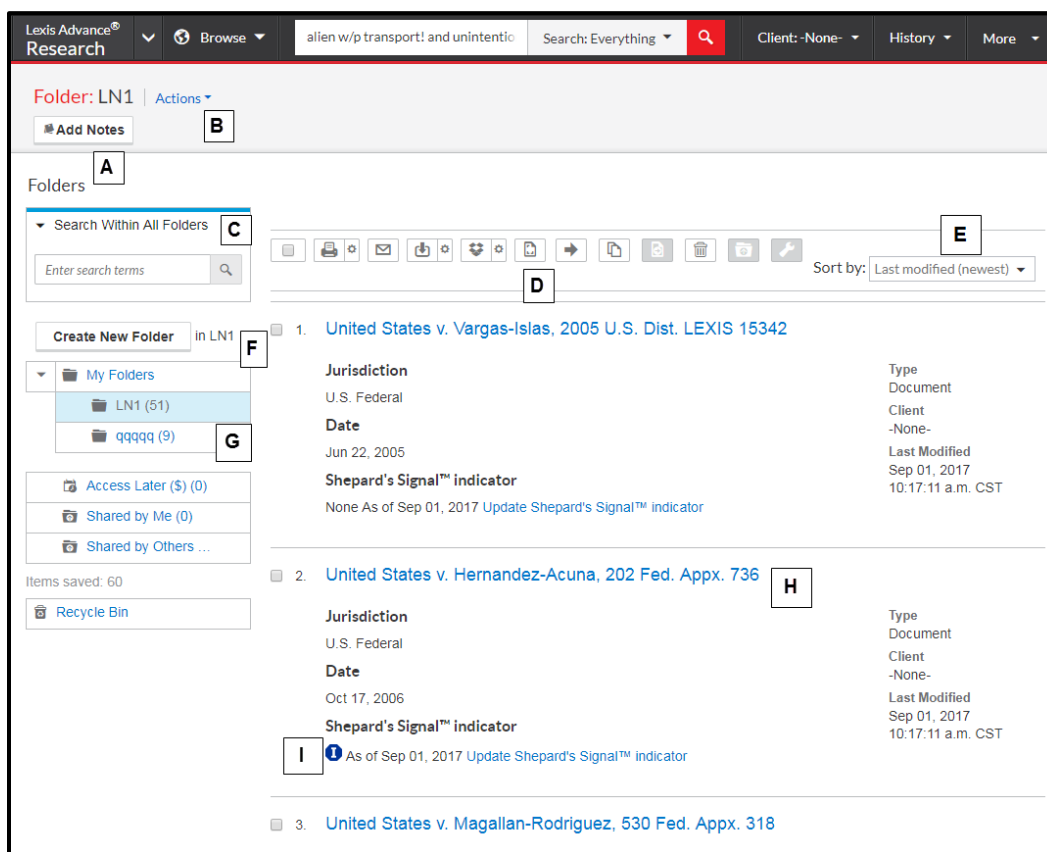 Lexis Advance®
Research
Browse
alien w/p transport! and unintentio
Search: Everything
Client: -None-
History
More
Folder: LN1
Actions
B
Add Notes
A
Folders
Search Within All Folders
C
Enter search terms
E
Sort by: Last modified (newest)
D
Create New Folder in LN1
F
My Folders
LN1 (51)
qqqqq (9)
G
Access Later ($) (0)
Shared by Me (0)
Shared by Others ...
Items saved: 60
Recycle Bin
1. United States v. Vargas-Islas, 2005 U.S. Dist. LEXIS 15342
Jurisdiction
U.S. Federal
Date
Jun 22, 2005
Shepard's Signal™ indicator
None As of Sep 01, 2017 Update Shepard's Signal™ indicator
Type
Document
Client
-None-
Last Modified
Sep 01, 2017
10:17:11 a.m. CST
2. United States v. Hernandez-Acuna, 202 Fed. Appx. 736
H
Jurisdiction
U.S. Federal
Date
Oct 17, 2006
Shepard's Signal™ indicator
I
I As of Sep 01, 2017 Update Shepard's Signal™ indicator
Type
Document
Client
-None-
Last Modified
Sep 01, 2017
10:17:11 a.m. CST
3. United States v. Magallan-Rodriguez, 530 Fed. Appx. 318